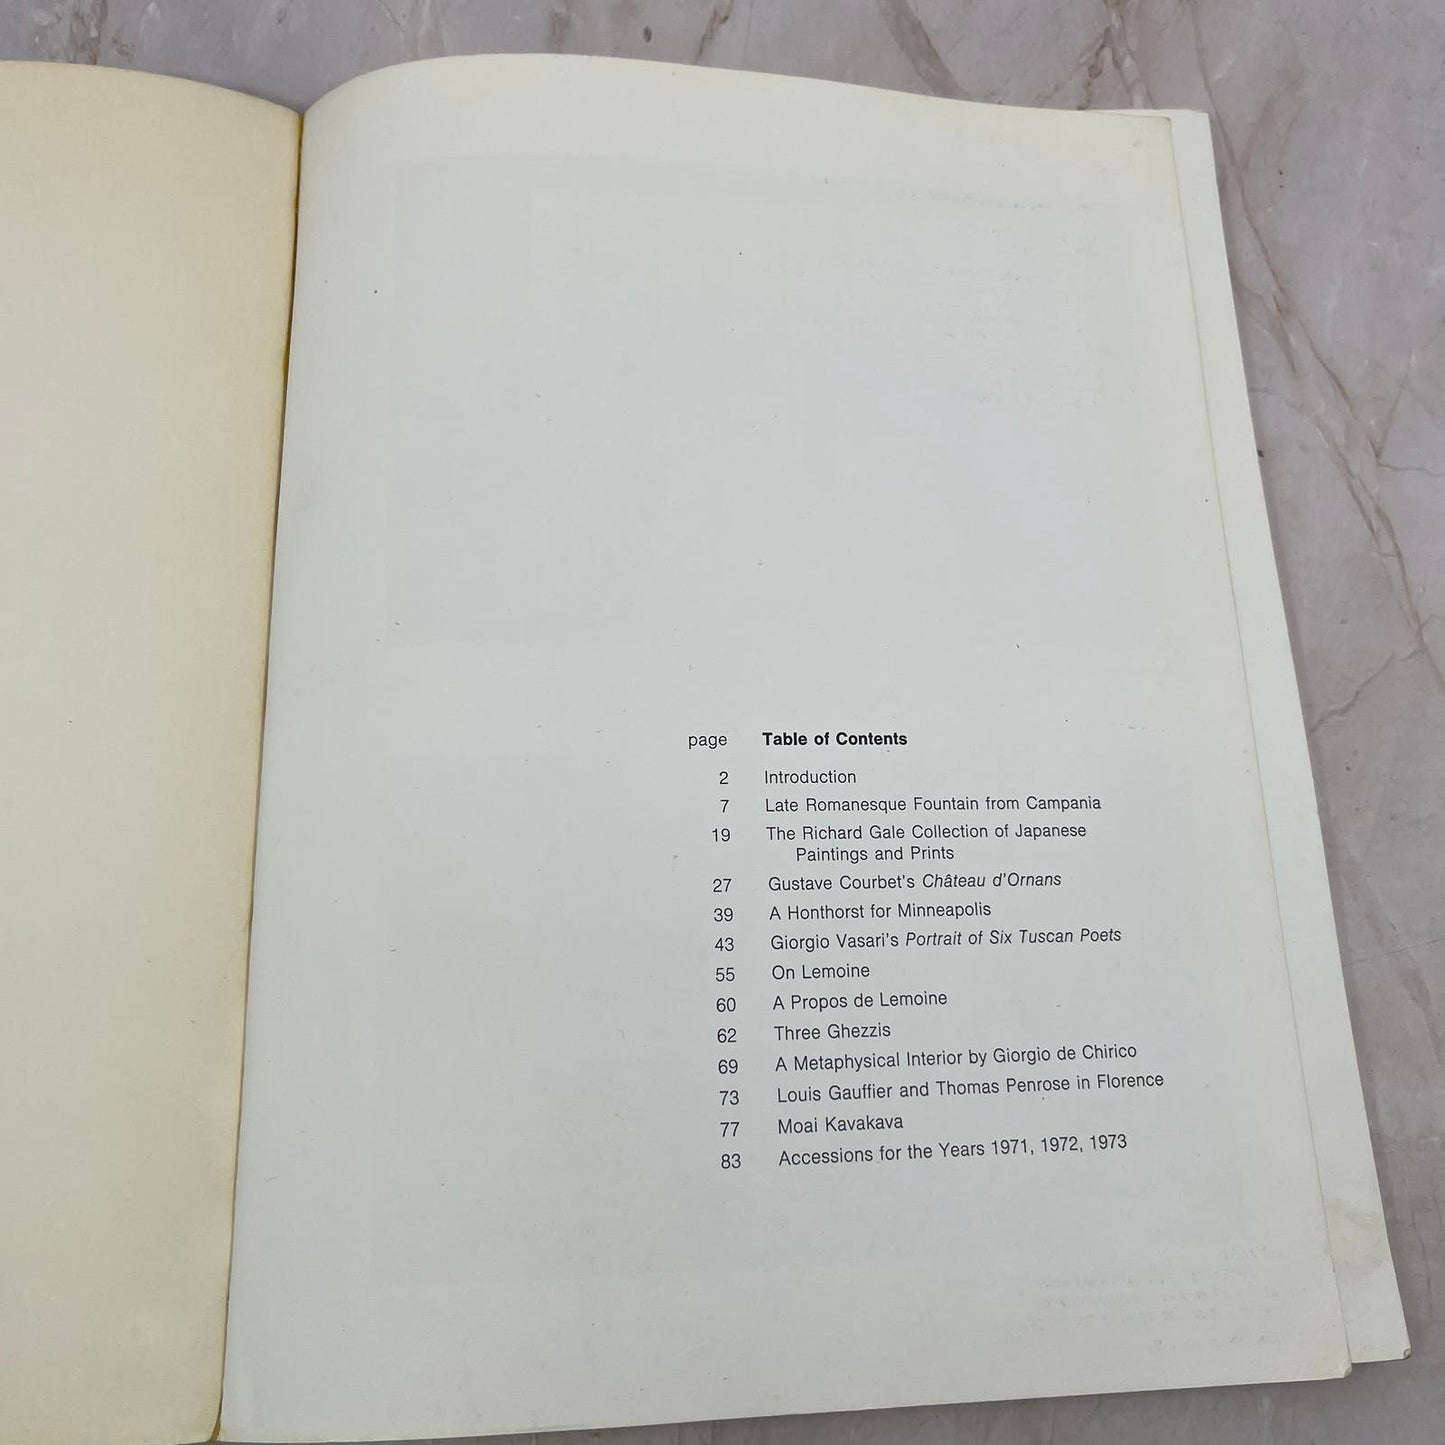 page Table of Contents
2 Introduction
7 Late Romanesque Fountain from Campania
19 The Richard Gale Collection of Japanese
Paintings and Prints
27 Gustave Courbet's Château d'Ornans
39 A Honthorst for Minneapolis
43 Giorgio Vasari's Portrait of Six Tuscan Poets
55 On Lemoine
60 A Propos de Lemoine
62 Three Ghezzis
69 A Metaphysical Interior by Giorgio de Chirico
73 Louis Gauffier and Thomas Penrose in Florence
77 Moai Kavakava
83 Accessions for the Years 1971, 1972, 1973